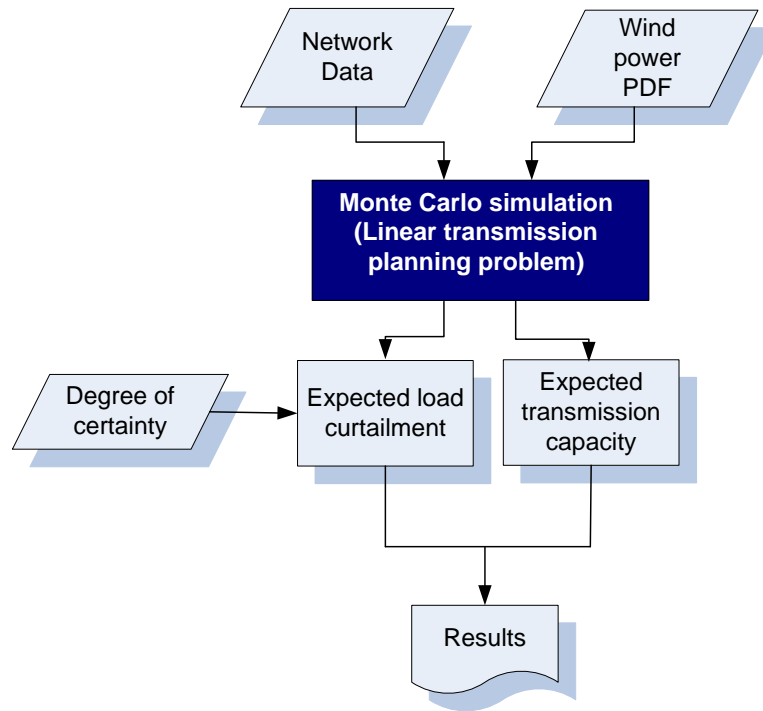 Network
Data
Wind
power
PDF
Monte Carlo simulation
(Linear transmission
planning problem)
Degree of
certainty
Expected load
curtailment
Expected
transmission
capacity
Results